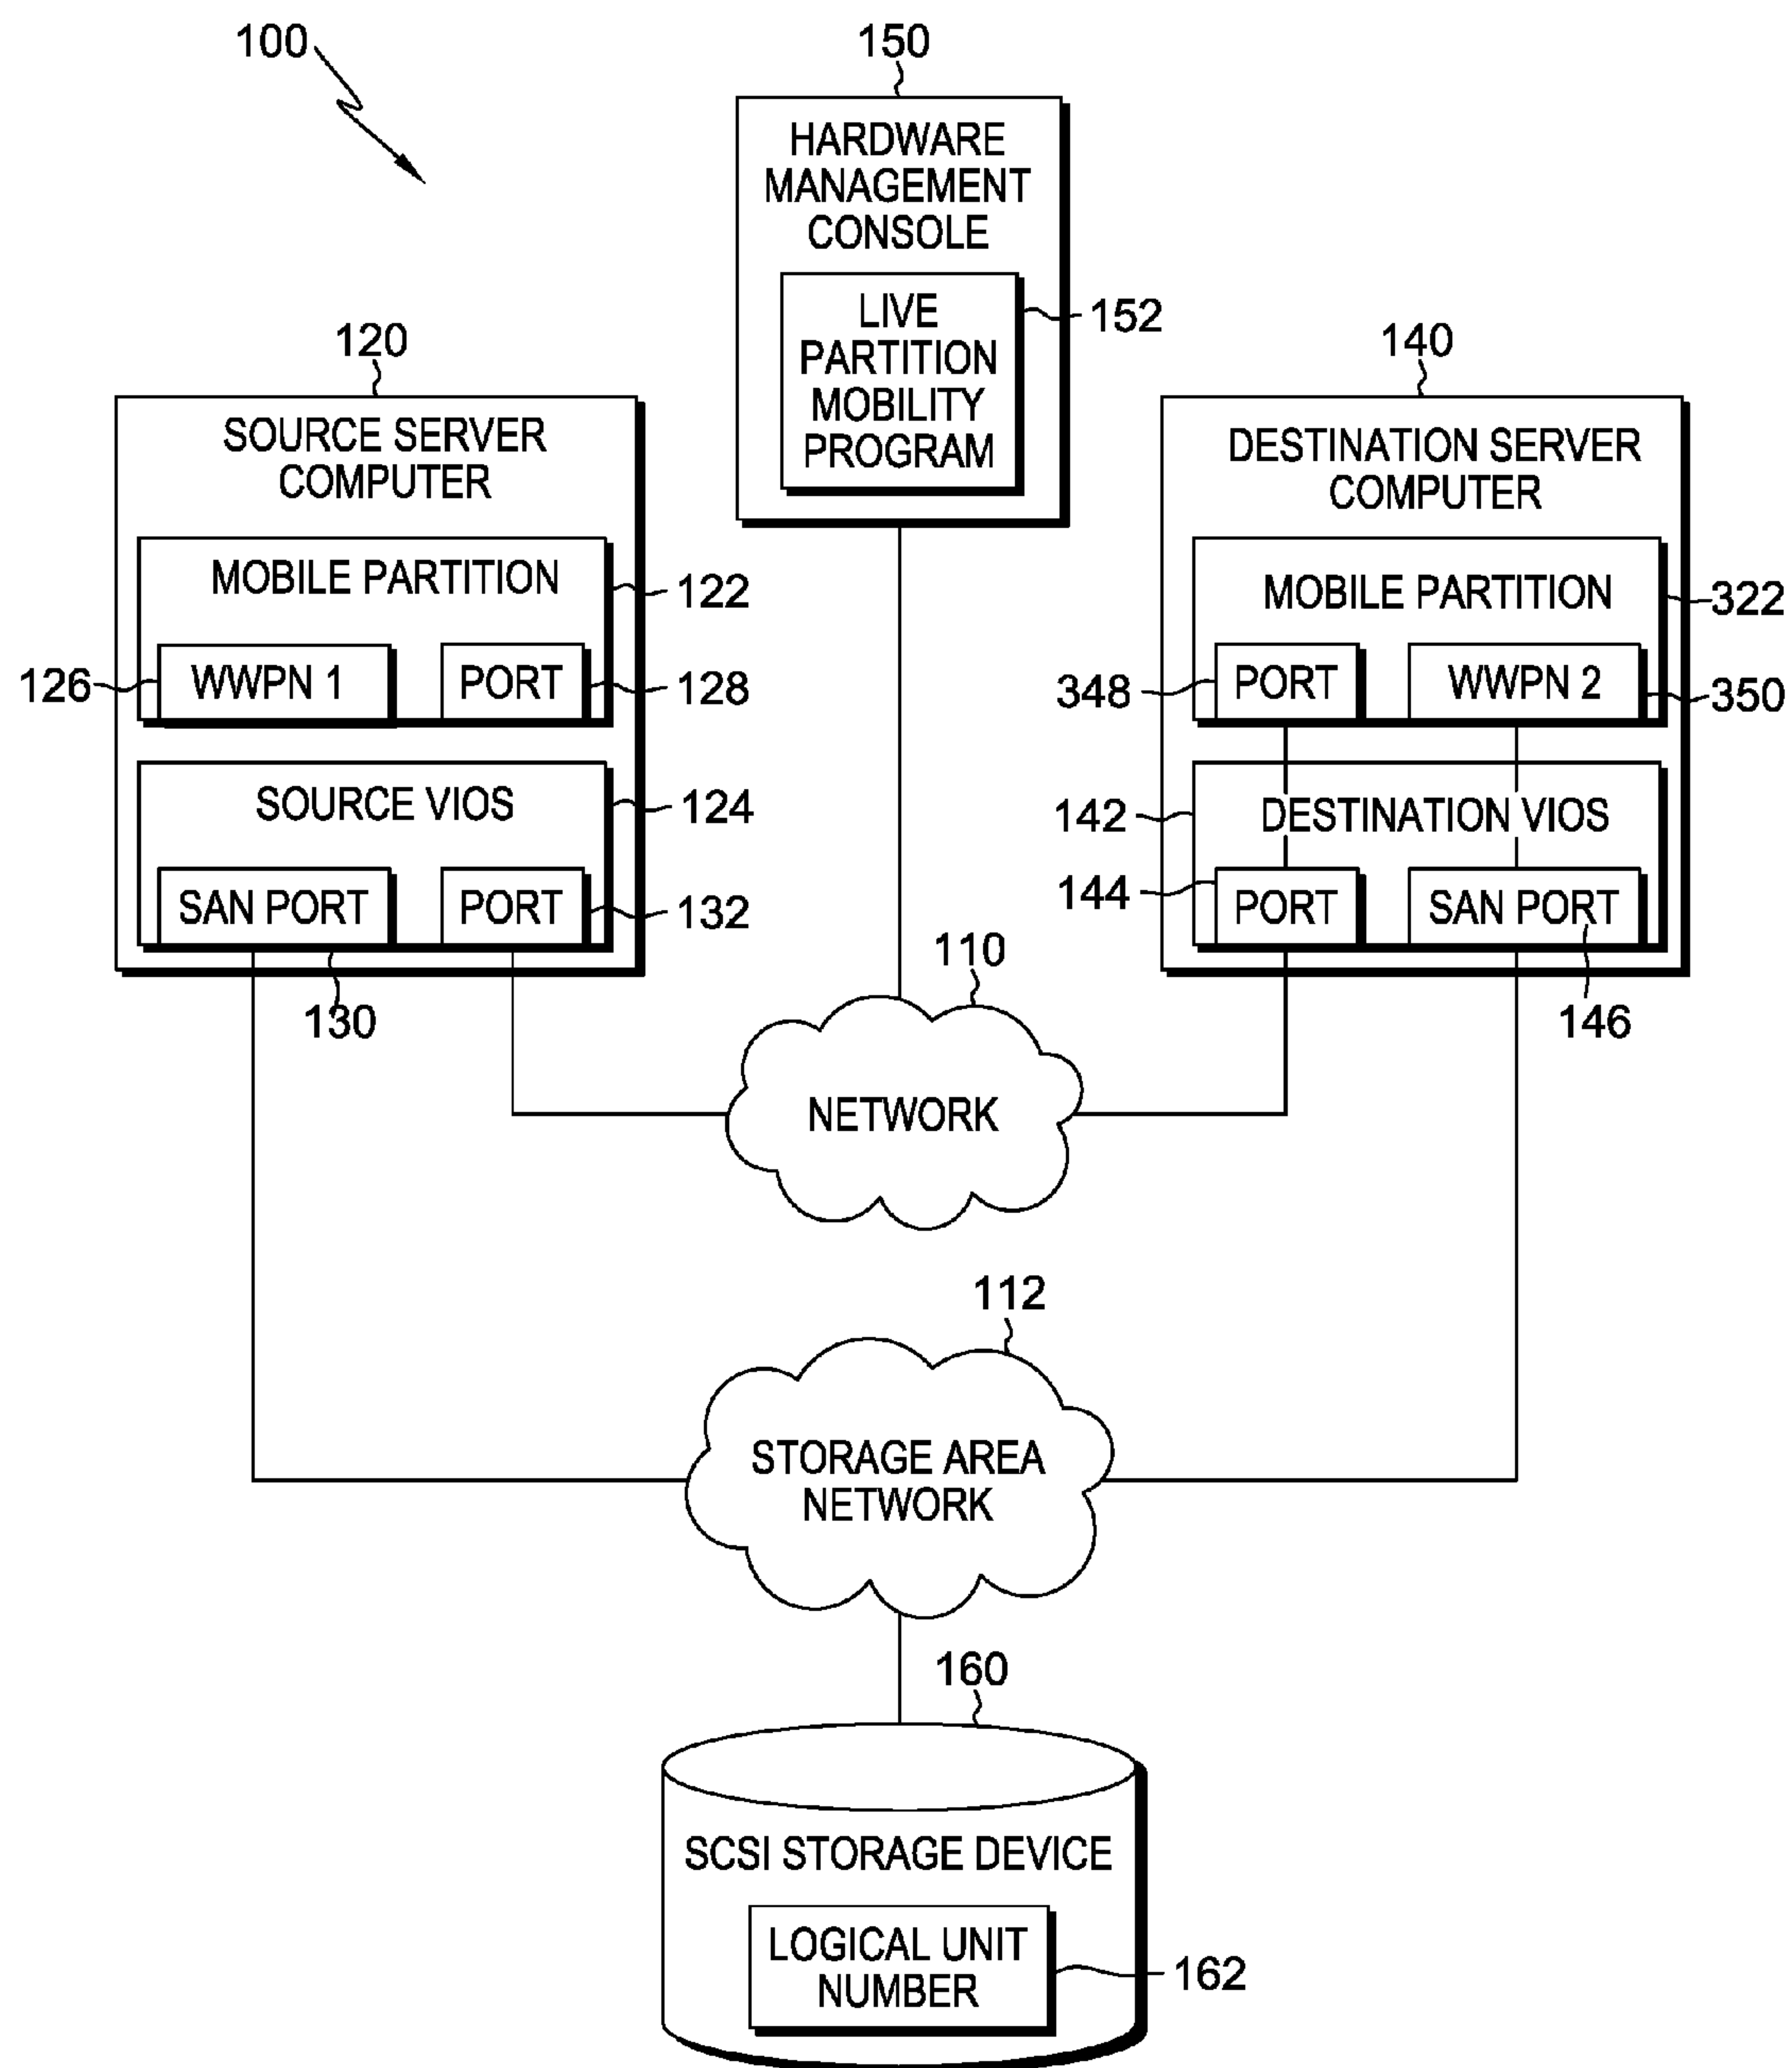 100
150
HARDWARE
MANAGEMENT
CONSOLE
LIVE
PARTITION
MOBILITY
PROGRAM
152
120
SOURCE SERVER
COMPUTER
MOBILE PARTITION
122
126
WWPN 1
PORT
128
SOURCE VIOS
124
SAN PORT
PORT
132
130
140
DESTINATION SERVER
COMPUTER
MOBILE PARTITION
322
348
PORT
WWPN 2
350
142
DESTINATION VIOS
144
PORT
SAN PORT
146
110
NETWORK
112
STORAGE AREA
NETWORK
160
SCSI STORAGE DEVICE
LOGICAL UNIT
NUMBER
162